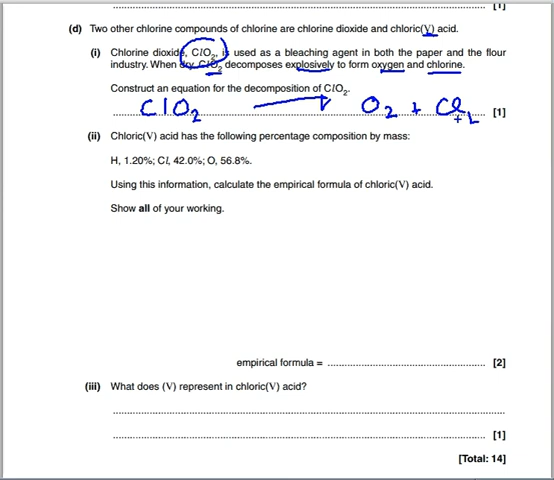 [1]
(d) Two other chlorine compounds of chlorine are chlorine dioxide and chloric(V) acid.
(i) Chlorine dioxide, ClO₂, is used as a bleaching agent in both the paper and the flour
industry. When dry, ClO₂ decomposes explosively to form oxygen and chlorine.
Construct an equation for the decomposition of ClO₂.
ClO₂ → O₂ + Cl₂ [1]
(ii) Chloric(V) acid has the following percentage composition by mass:
H, 1.20%; Cl, 42.0%; O, 56.8%.
Using this information, calculate the empirical formula of chloric(V) acid.
Show all of your working.
empirical formula = ................................................ [2]
(iii) What does (V) represent in chloric(V) acid?
[1]
[Total: 14]